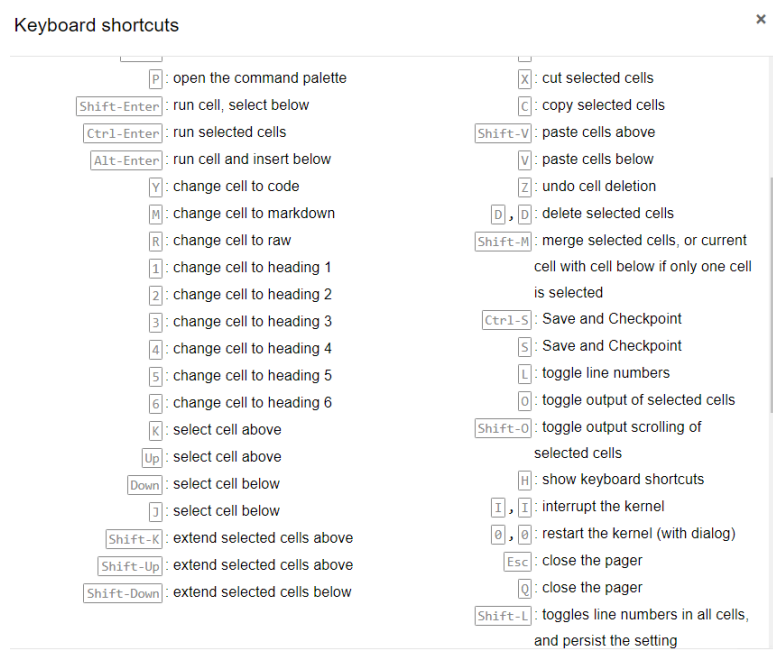 Keyboard shortcuts
×
P : open the command palette
Shift-Enter : run cell, select below
Ctrl-Enter : run selected cells
Alt-Enter : run cell and insert below
Y : change cell to code
M : change cell to markdown
R : change cell to raw
1 : change cell to heading 1
2 : change cell to heading 2
3 : change cell to heading 3
4 : change cell to heading 4
5 : change cell to heading 5
6 : change cell to heading 6
K : select cell above
Up : select cell above
Down : select cell below
J : select cell below
Shift-K : extend selected cells above
Shift-Up : extend selected cells above
Shift-Down : extend selected cells below
X : cut selected cells
C : copy selected cells
Shift-V : paste cells above
V : paste cells below
Z : undo cell deletion
D , D : delete selected cells
Shift-M : merge selected cells, or current
cell with cell below if only one cell
is selected
Ctrl-S : Save and Checkpoint
S : Save and Checkpoint
L : toggle line numbers
O : toggle output of selected cells
Shift-O : toggle output scrolling of
selected cells
H : show keyboard shortcuts
I , I : interrupt the kernel
0 , 0 : restart the kernel (with dialog)
Esc : close the pager
Q : close the pager
Shift-L : toggles line numbers in all cells,
and persist the setting